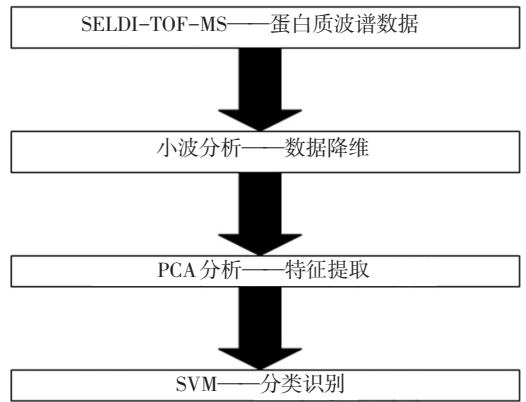 SELDI-TOF-MS——蛋白质波谱数据
小波分析——数据降维
PCA分析——特征提取
SVM——分类识别